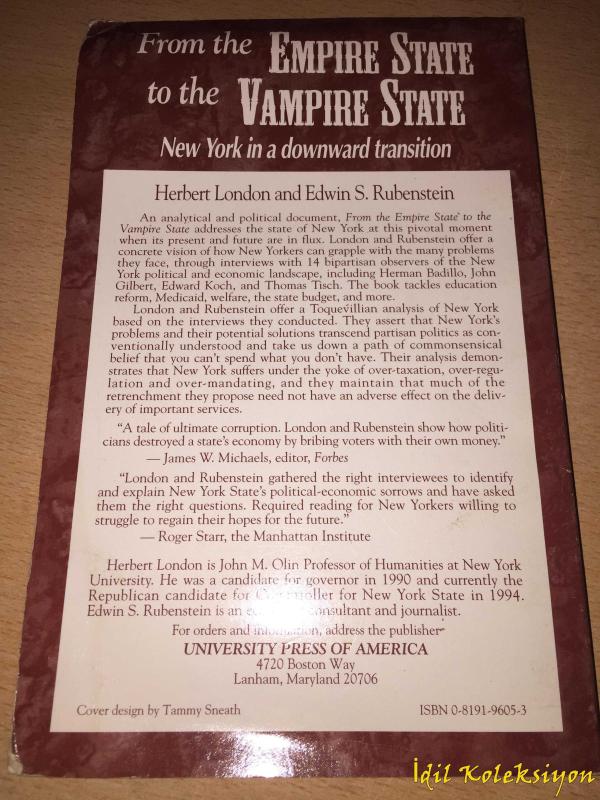 From the EMPIRE STATE
to the VAMPIRE STATE
New York in a downward transition
Herbert London and Edwin S. Rubenstein
An analytical and political document, From the Empire State to the
Vampire State addresses the state of New York at this pivotal moment
when its present and future are in flux. London and Rubenstein offer a
concrete vision of how New Yorkers can grapple with the many problems
they face, through interviews with 14 bipartisan observers of the New
York political and economic landscape, including Herman Badillo, John
Gilbert, Edward Koch, and Thomas Tisch. The book tackles education
reform, Medicaid, welfare, the state budget, and more.
London and Rubenstein offer a Toquevillian analysis of New York
based on the interviews they conducted. They assert that New York's
problems and their potential solutions transcend partisan politics as con-
ventionally understood and take us down a path of commonsensical
belief that you can't spend what you don't have. Their analysis demon-
strates that New York suffers under the yoke of over-taxation, over-regu-
lation and over-mandating, and they maintain that much of the
retrenchment they propose need not have an adverse effect on the deliv-
ery of important services.
"A tale of ultimate corruption. London and Rubenstein show how politi-
cians destroyed a state's economy by bribing voters with their own money."
— James W. Michaels, editor, Forbes
"London and Rubenstein gathered the right interviewees to identify
and explain New York State's political-economic sorrows and have asked
them the right questions. Required reading for New Yorkers willing to
struggle to regain their hopes for the future."
— Roger Starr, the Manhattan Institute
Herbert London is John M. Olin Professor of Humanities at New York
University. He was a candidate for governor in 1990 and currently the
Republican candidate for Comptroller for New York State in 1994.
Edwin S. Rubenstein is an consultant and journalist.
For orders and information, address the publisher
UNIVERSITY PRESS OF AMERICA
4720 Boston Way
Lanham, Maryland 20706
Cover design by Tammy Sneath ISBN 0-8191-9605-3
İdil Koleksiyon